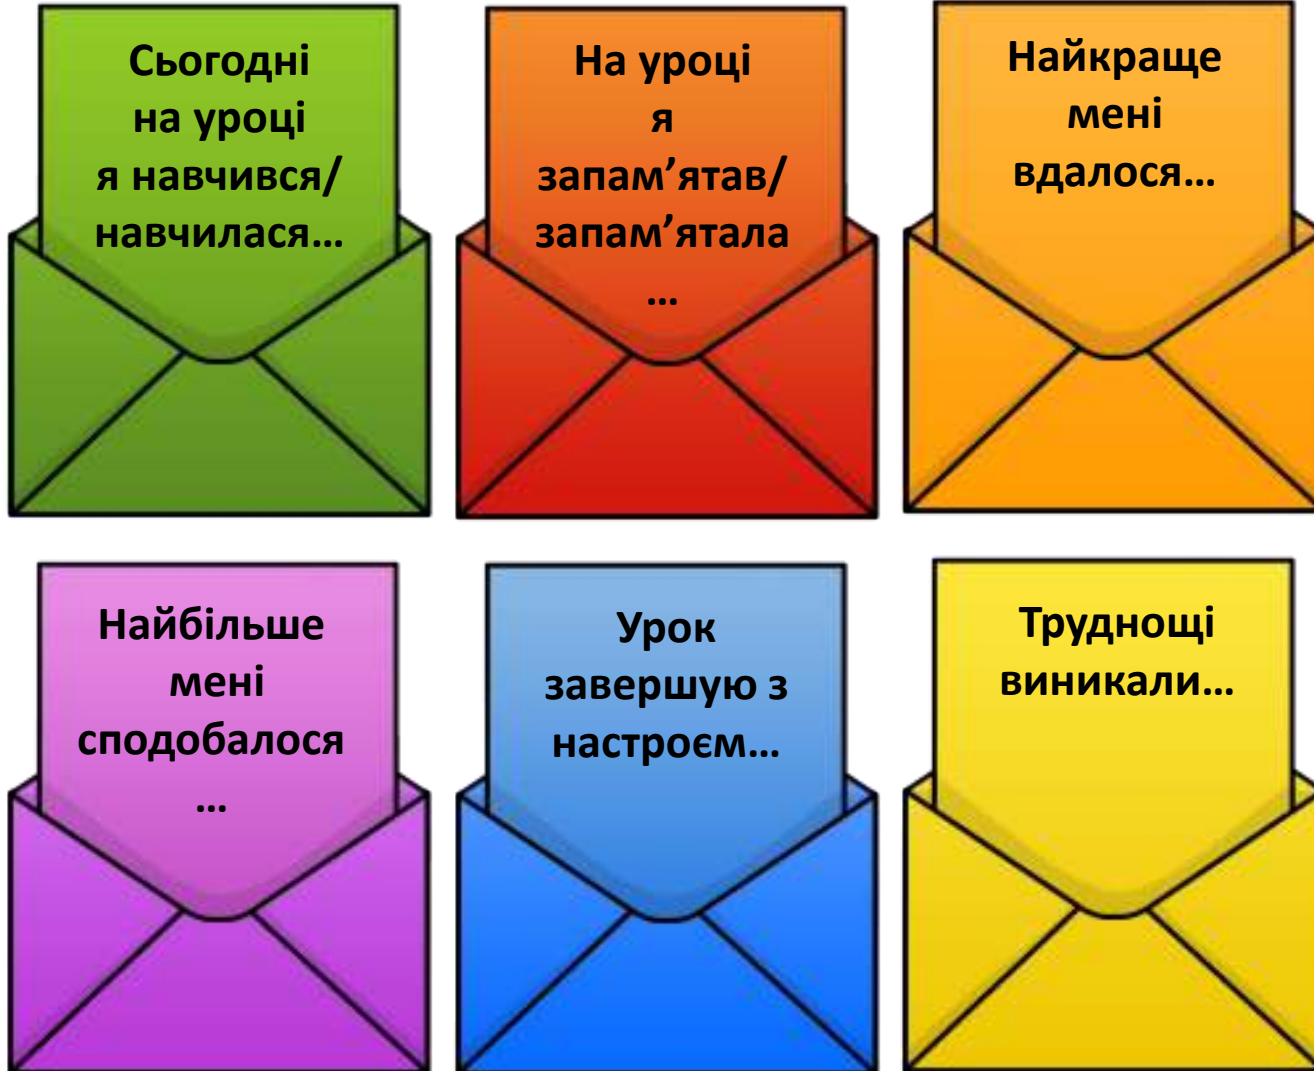 Сьогодні
на уроці
я навчився/
навчилася…
На уроці
я
запам’ятав/
запам’ятала
…
Найкраще
мені
вдалося…
Найбільше
мені
сподобалося
…
Урок
завершую з
настроєм…
Труднощі
виникали…